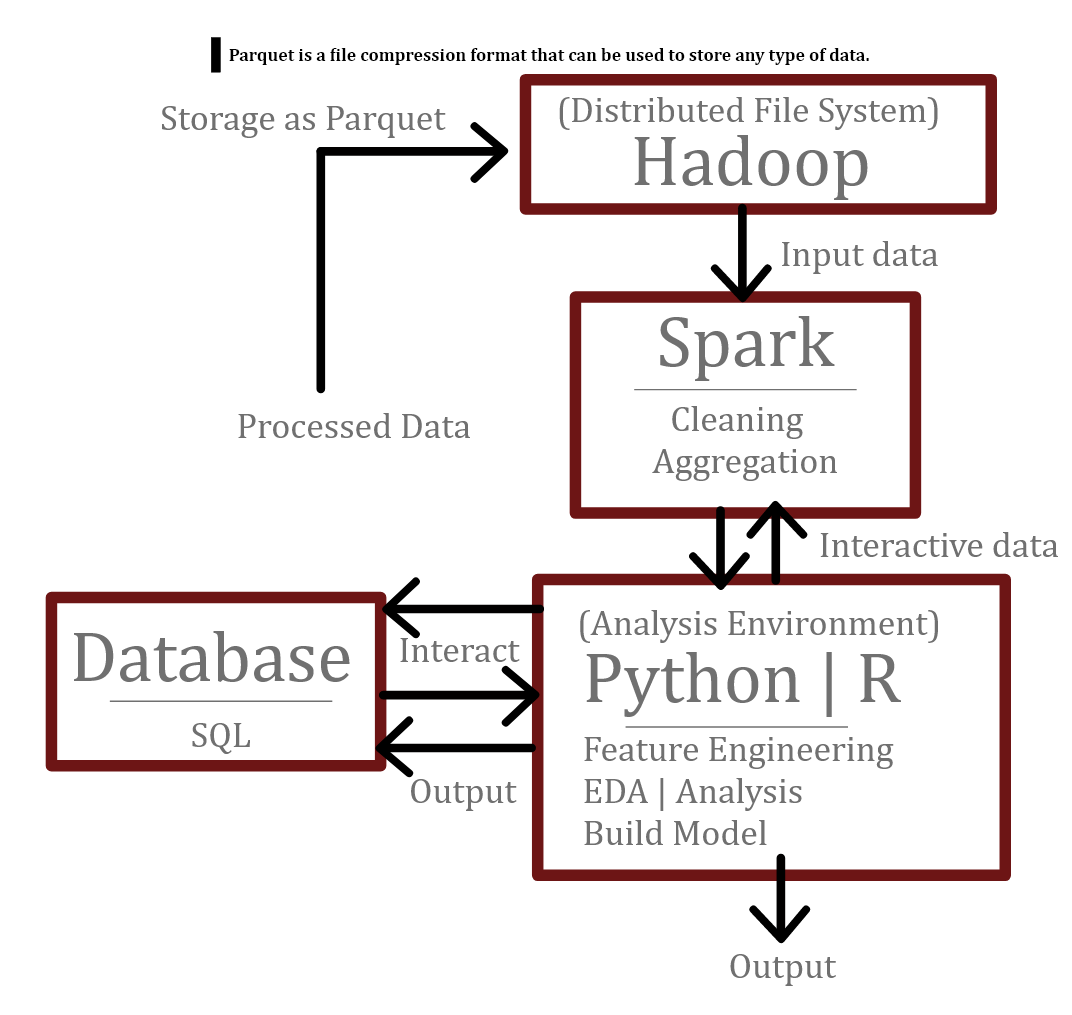 Parquet is a file compression format that can be used to store any type of data.
Storage as Parquet
(Distributed File System)
Hadoop
Input data
Spark
Cleaning
Aggregation
Processed Data
Interactive data
(Analysis Environment)
Python | R
Feature Engineering
EDA | Analysis
Build Model
Database
SQL
Interact
Output
Output